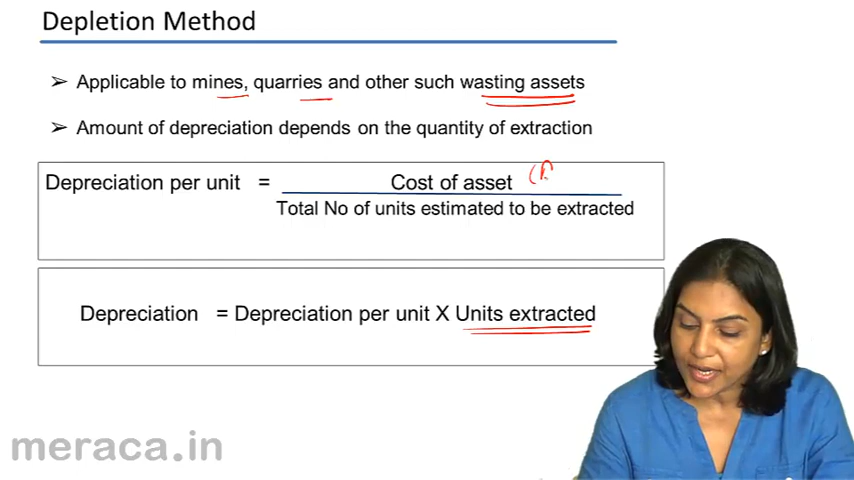 Depletion Method
➢ Applicable to mines, quarries and other such wasting assets
➢ Amount of depreciation depends on the quantity of extraction
Depreciation per unit = Cost of asset
Total No of units estimated to be extracted
Depreciation = Depreciation per unit X Units extracted
meraca.in